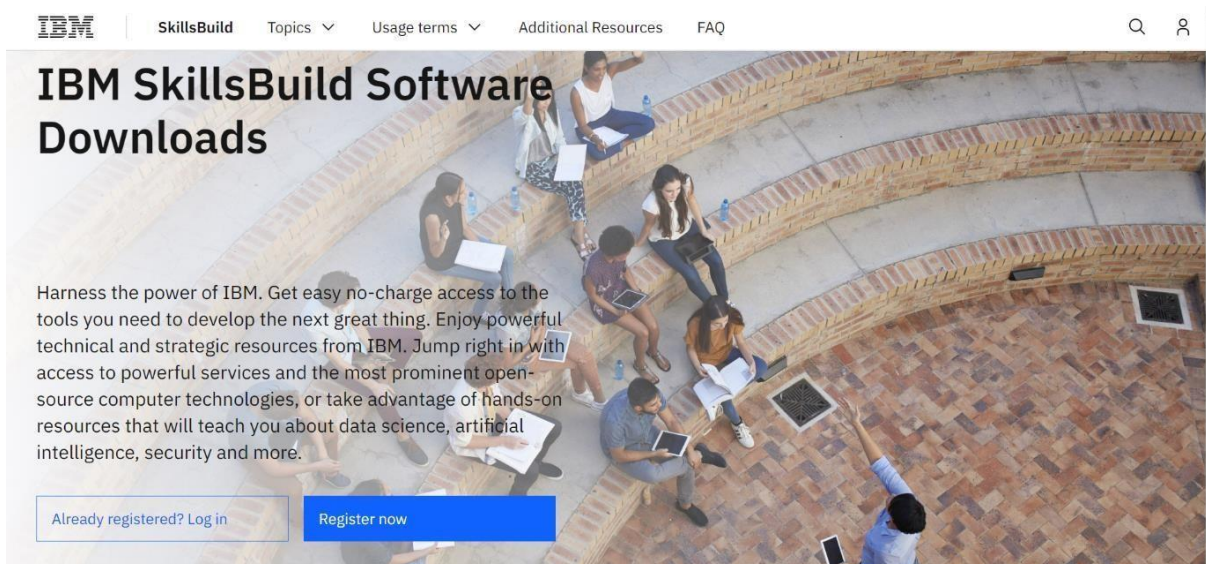 IBM SkillsBuild Topics Usage terms Additional Resources FAQ
IBM SkillsBuild Software
Downloads
Harness the power of IBM. Get easy no-charge access to the
tools you need to develop the next great thing. Enjoy powerful
technical and strategic resources from IBM. Jump right in with
access to powerful services and the most prominent open-
source computer technologies, or take advantage of hands-on
resources that will teach you about data science, artificial
intelligence, security and more.
Already registered? Log in Register now